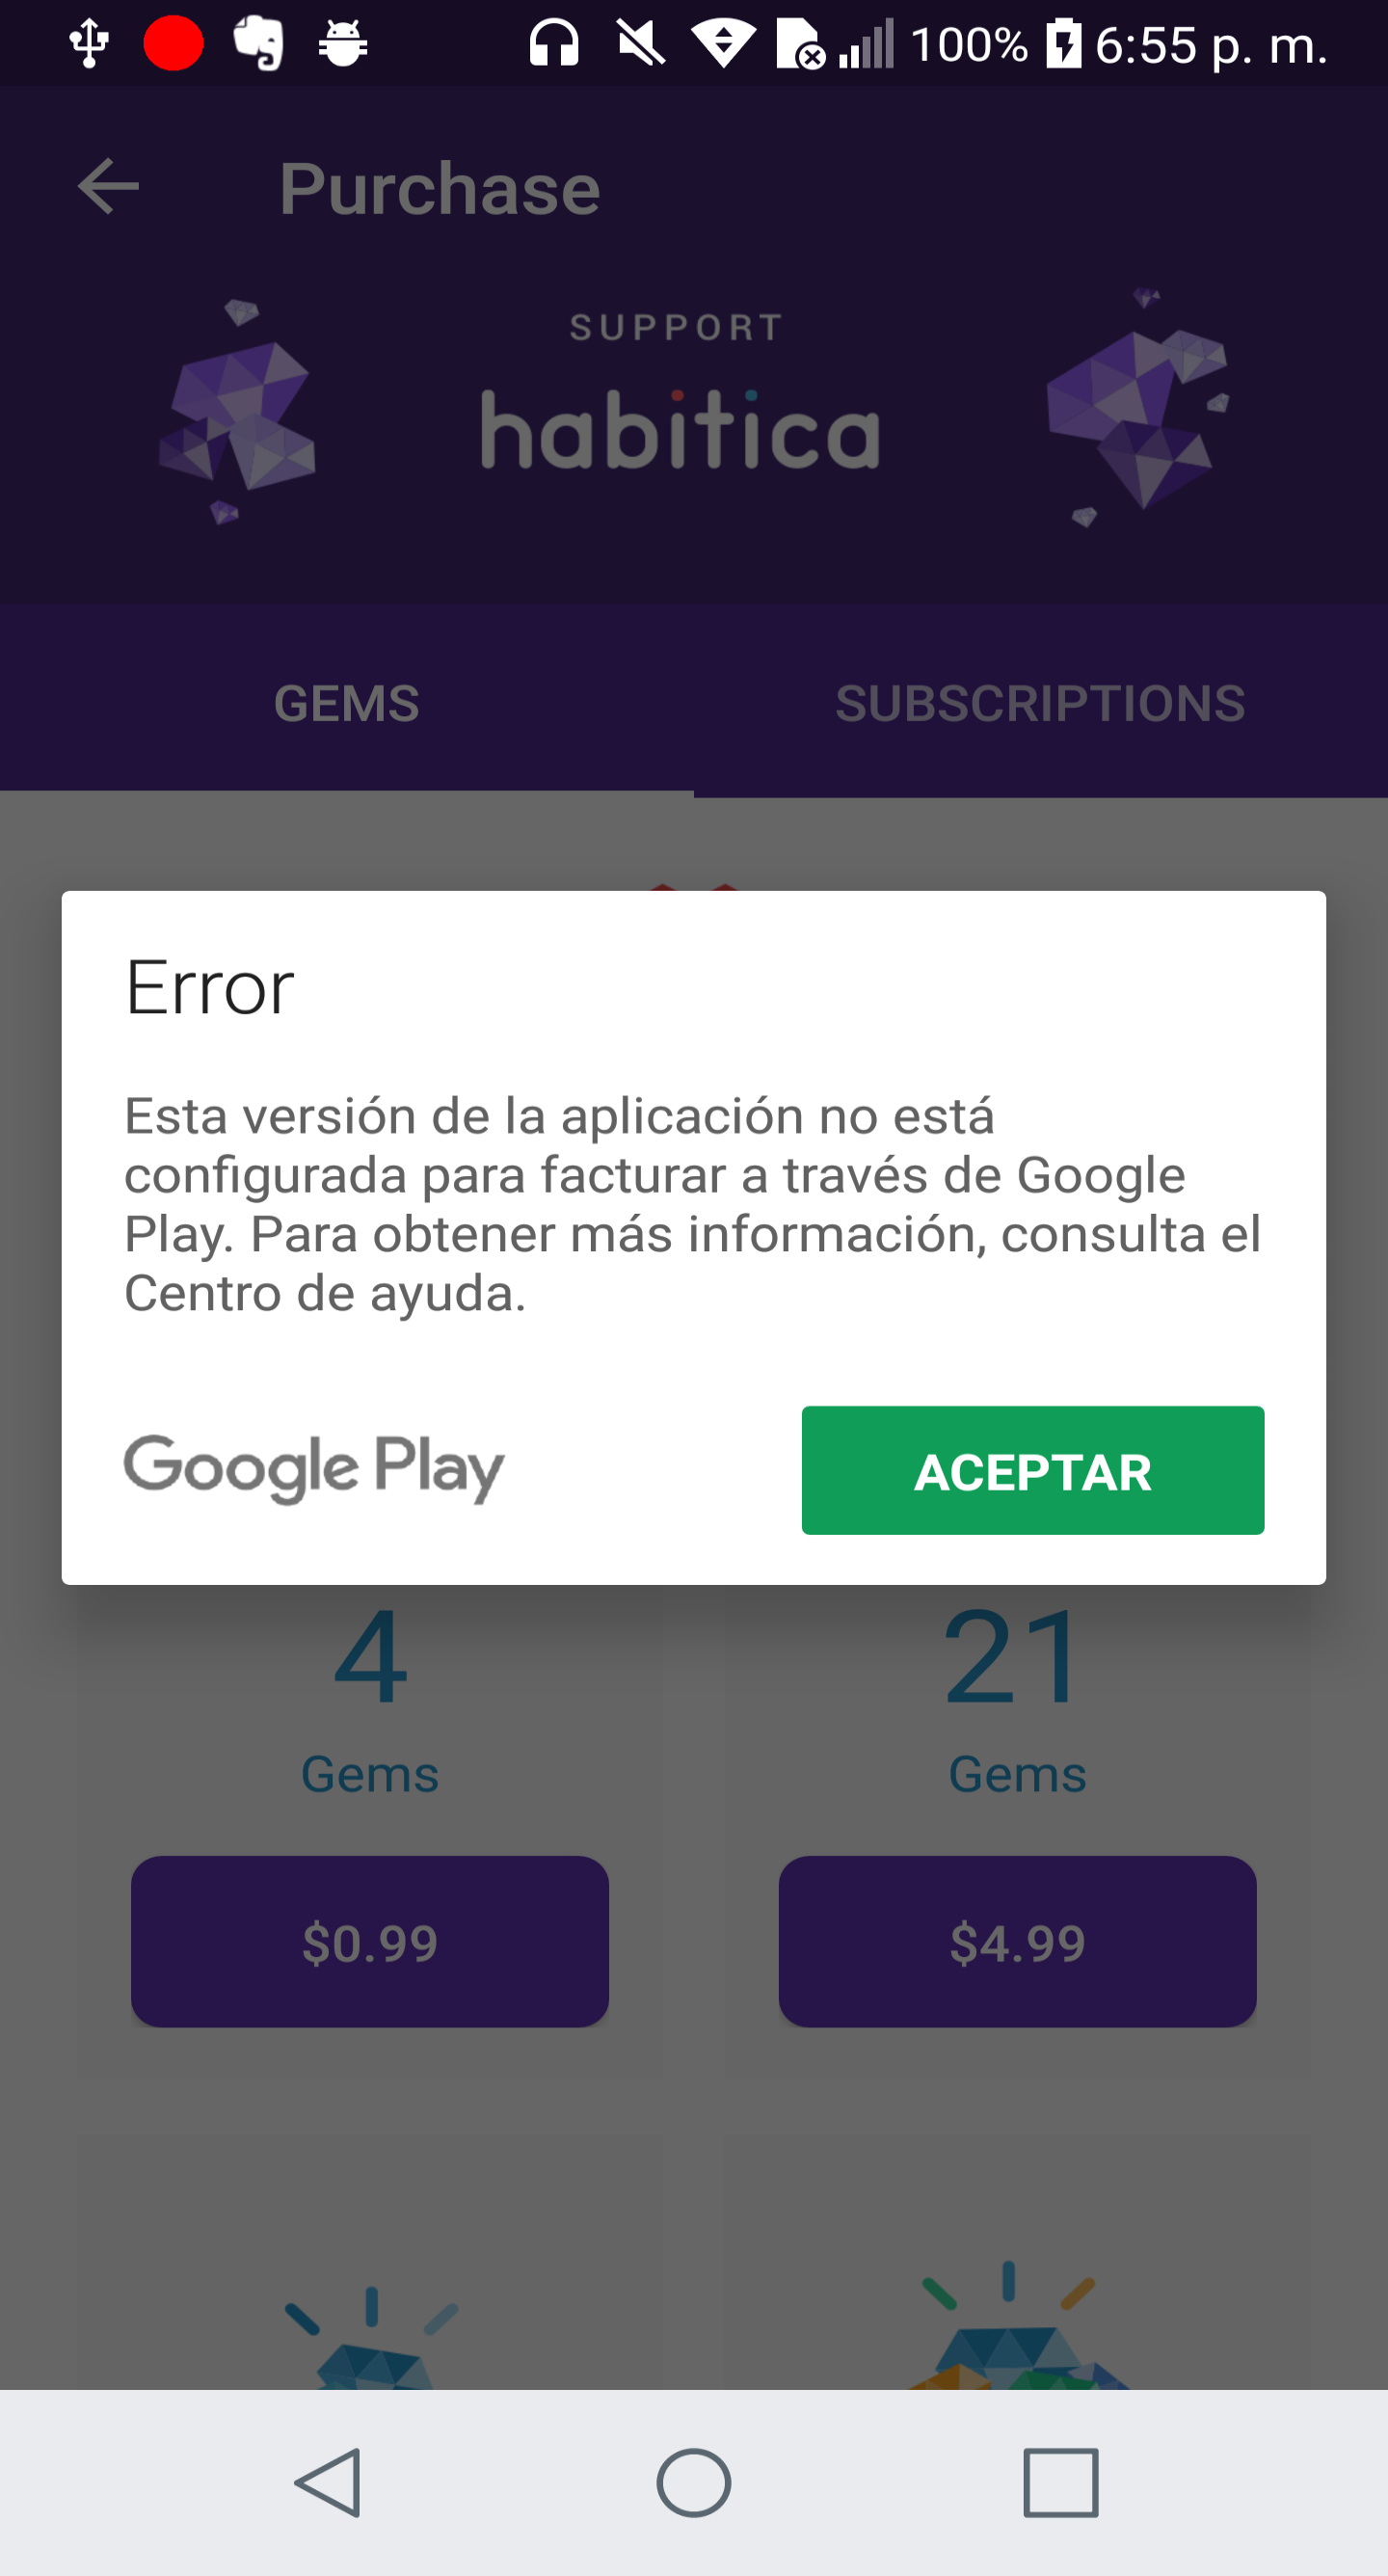 100% 6:55 p. m.
Purchase
SUPPORT
habitica
GEMS
SUBSCRIPTIONS
Error
Esta versión de la aplicación no está
configurada para facturar a través de Google
Play. Para obtener más información, consulta el
Centro de ayuda.
Google Play
ACEPTAR
4
21
Gems
Gems
$0.99
$4.99